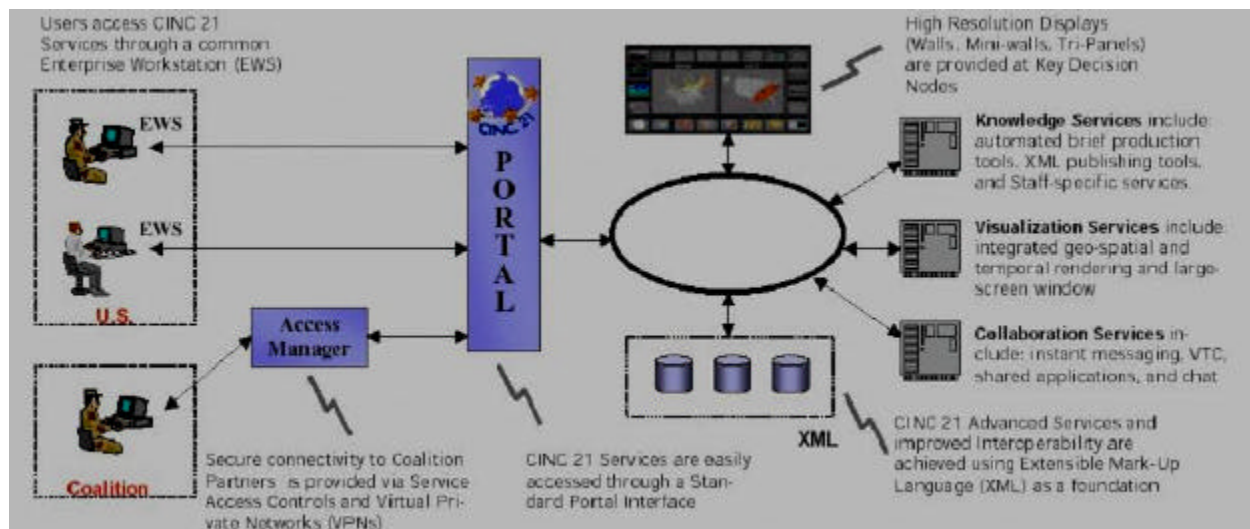 Users access CINC 21
Services through a common
Enterprise Workstation (EWS)
EWS
EWS
U.S.
Coalition
Access
Manager
Secure connectivity to Coalition
Partners is provided via Service
Access Controls and Virtual Pri-
vate Networks (VPNs)
CINC 21
PORTAL
CINC 21 Services are easily
accessed through a Stan-
dard Portal Interface
High Resolution Displays
(Walls, Mini-walls, Tri-Panels)
are provided at Key Decision
Nodes
Knowledge Services include:
automated brief production
tools, XML publishing tools,
and Staff-specific services.
Visualization Services include:
integrated geo-spatial and
temporal rendering and large-
screen window
Collaboration Services in-
clude: instant messaging, VTC,
shared applications, and chat
XML
CINC 21 Advanced Services and
improved Interoperability are
achieved using Extensible Mark-Up
Language (XML) as a foundation